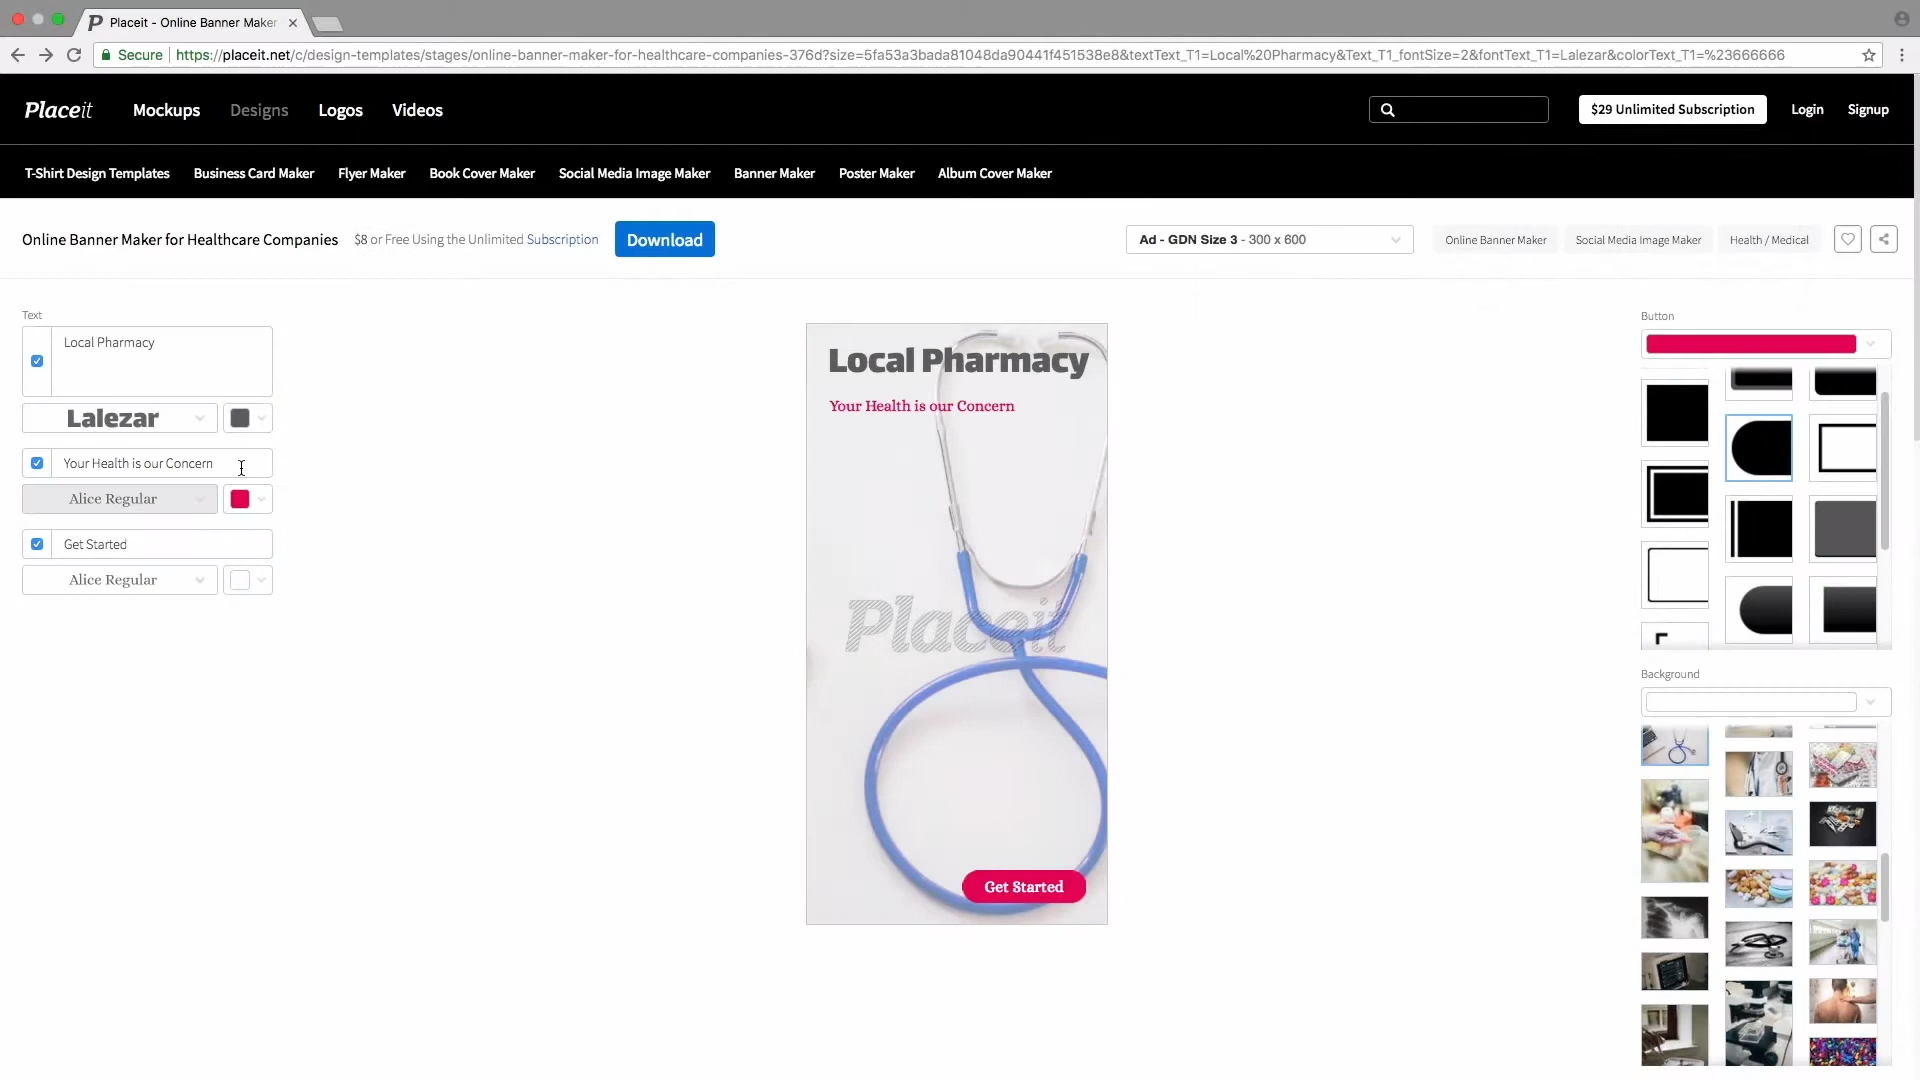 Placeit - Online Banner Maker
Secure
https://placeit.net/c/design-templates/stages/online-banner-maker-for-healthcare-companies-376d?size=5fa53a3bada81048da90441f451538e8&textText_T1=Local%20Pharmacy&Text_T1_fontSize=2&fontText_T1=Lalezar&colorText_T1=%23666666
Placeit
Mockups
Designs
Logos
Videos
$29 Unlimited Subscription
Login
Signup
T-Shirt Design Templates
Business Card Maker
Flyer Maker
Book Cover Maker
Social Media Image Maker
Banner Maker
Poster Maker
Album Cover Maker
Online Banner Maker for Healthcare Companies
$8 or Free Using the Unlimited Subscription
Download
Ad - GDN Size 3 - 300 x 600
Online Banner Maker
Social Media Image Maker
Health / Medical
Text
Local Pharmacy
Lalezar
Your Health is our Concern
Alice Regular
Get Started
Alice Regular
Local Pharmacy
Your Health is our Concern
Placeit
Get Started
Button
Background